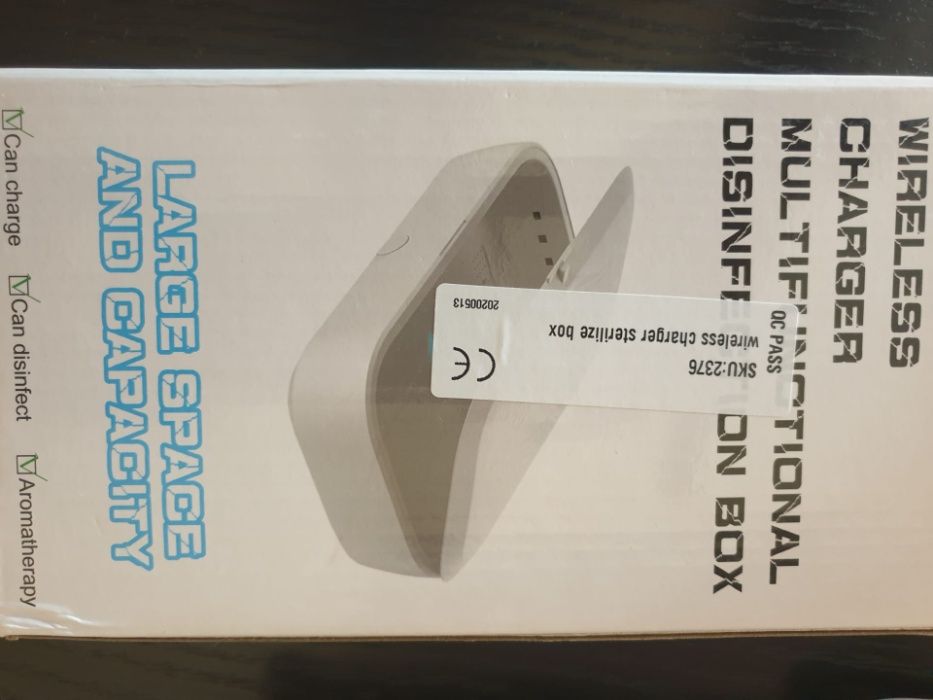 WIRELESS
CHARGER
MULTIFUNCTIONAL
DISINFECTION BOX
QC PASS
SKU:2376
wireless charger sterilize box
CE
20200513
LARGE SPACE
AND CAPACITY
Can charge
Can disinfect
Aromatherapy